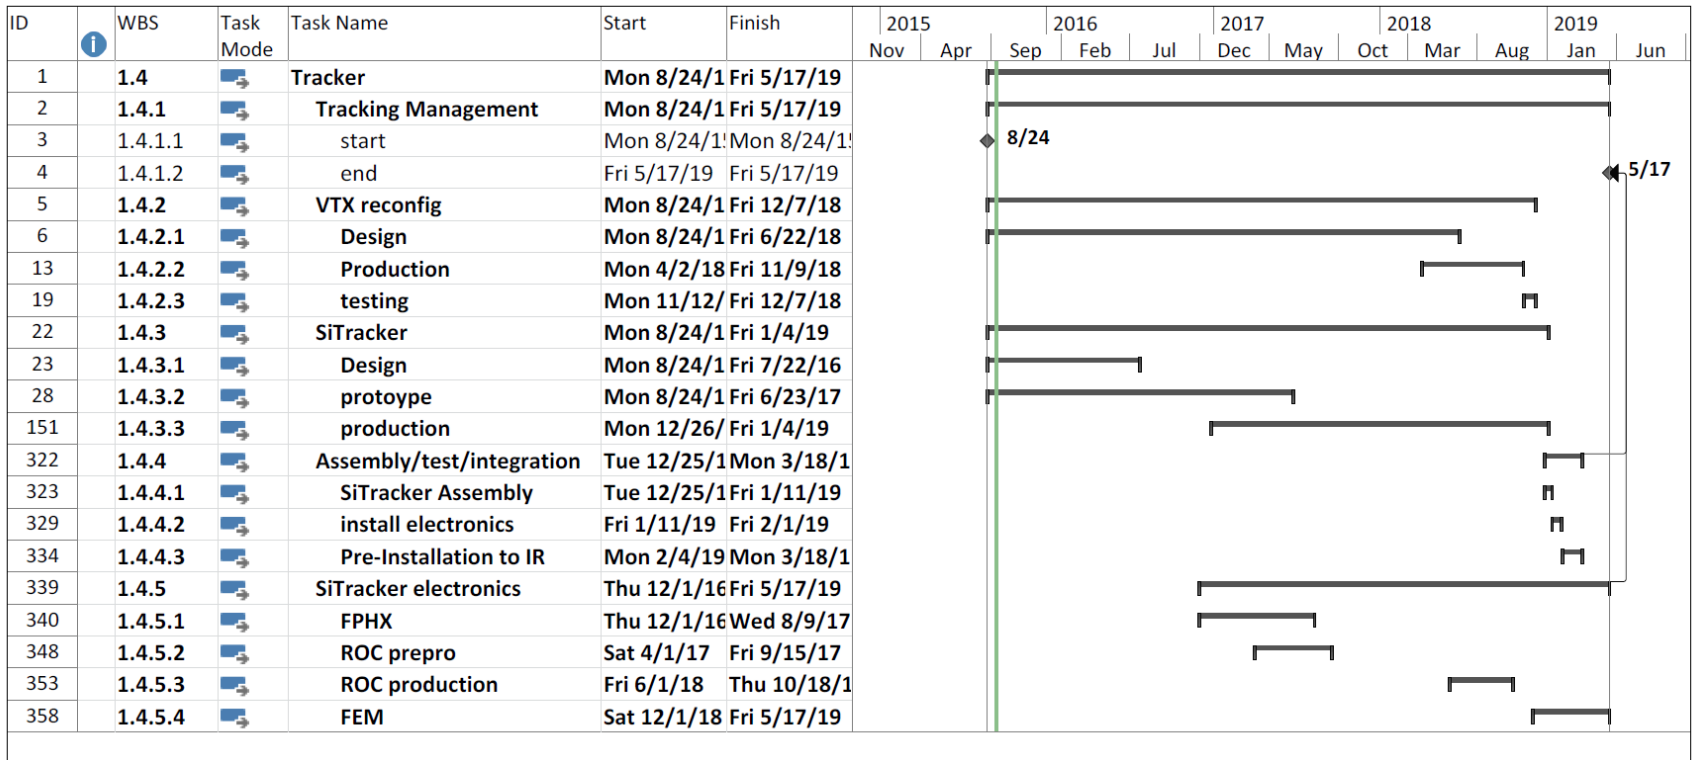 ID WBS Task Mode Task Name Start Finish 2015 2016 2017 2018 2019
Nov Apr Sep Feb Jul Dec May Oct Mar Aug Jan Jun
1 1.4 Tracker Mon 8/24/1 Fri 5/17/19
2 1.4.1 Tracking Management Mon 8/24/1 Fri 5/17/19
3 1.4.1.1 start Mon 8/24/15 Mon 8/24/15 8/24
4 1.4.1.2 end Fri 5/17/19 Fri 5/17/19 5/17
5 1.4.2 VTX reconfig Mon 8/24/1 Fri 12/7/18
6 1.4.2.1 Design Mon 8/24/1 Fri 6/22/18
13 1.4.2.2 Production Mon 4/2/18 Fri 11/9/18
19 1.4.2.3 testing Mon 11/12/ Fri 12/7/18
22 1.4.3 SiTracker Mon 8/24/1 Fri 1/4/19
23 1.4.3.1 Design Mon 8/24/1 Fri 7/22/16
28 1.4.3.2 protoype Mon 8/24/1 Fri 6/23/17
151 1.4.3.3 production Mon 12/26/ Fri 1/4/19
322 1.4.4 Assembly/test/integration Tue 12/25/1 Mon 3/18/1
323 1.4.4.1 SiTracker Assembly Tue 12/25/1 Fri 1/11/19
329 1.4.4.2 install electronics Fri 1/11/19 Fri 2/1/19
334 1.4.4.3 Pre-Installation to IR Mon 2/4/19 Mon 3/18/1
339 1.4.5 SiTracker electronics Thu 12/1/16 Fri 5/17/19
340 1.4.5.1 FPHX Thu 12/1/16 Wed 8/9/17
348 1.4.5.2 ROC prepro Sat 4/1/17 Fri 9/15/17
353 1.4.5.3 ROC production Fri 6/1/18 Thu 10/18/1
358 1.4.5.4 FEM Sat 12/1/18 Fri 5/17/19